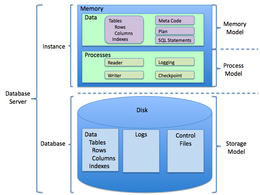 Memory
Data
Tables
Rows
Columns
Indexes
Meta Code
Plan
SQL Statements
Memory
Model
Instance
Processes
Reader
Logging
Writer
Checkpoint
Process
Model
Database
Server
Disk
Database
Data
Tables
Rows
Columns
Indexes
Logs
Control
Files
Storage
Model